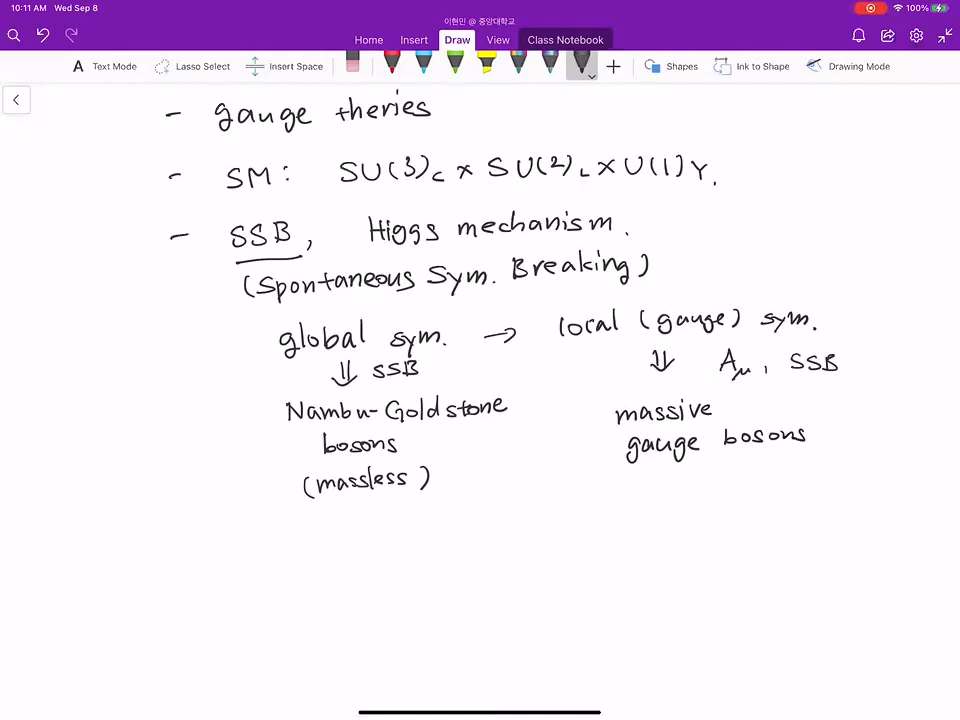 10:11 AM Wed Sep 8
100%
이현민 @ 중앙대학교
Home Insert Draw View Class Notebook
Text Mode Lasso Select Insert Space Shapes Ink to Shape Drawing Mode
- gauge theries
- SM: SU(3)c × SU(2)L × U(1)Y.
- SSB, Higgs mechanism.
(Spontaneous Sym. Breaking)
global sym. → local (gauge) sym.
⇓ SSB ⇓ Aμ, SSB
Nambu-Goldstone massive
bosons gauge bosons
(massless)